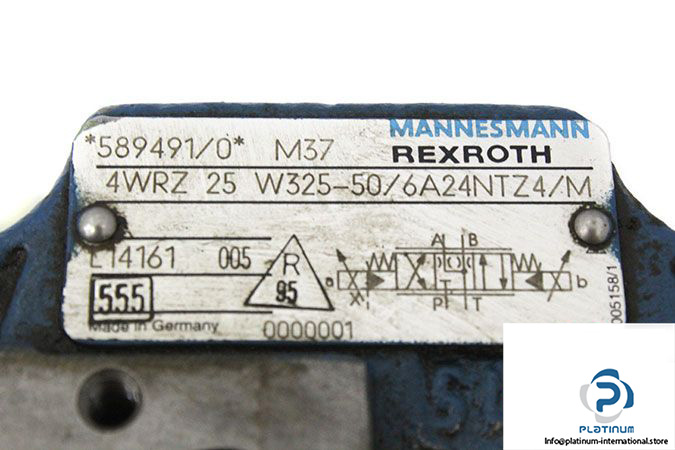 MANNESMANN
*589491/0* M37 REXROTH
4WRZ 25 W325-50/6A24NTZ4/M
L14161 005
R
95
555
Made in Germany 0000001
A B
a b
X
P T
005158/1
P
PLATINUM
Info@platinum-international.store